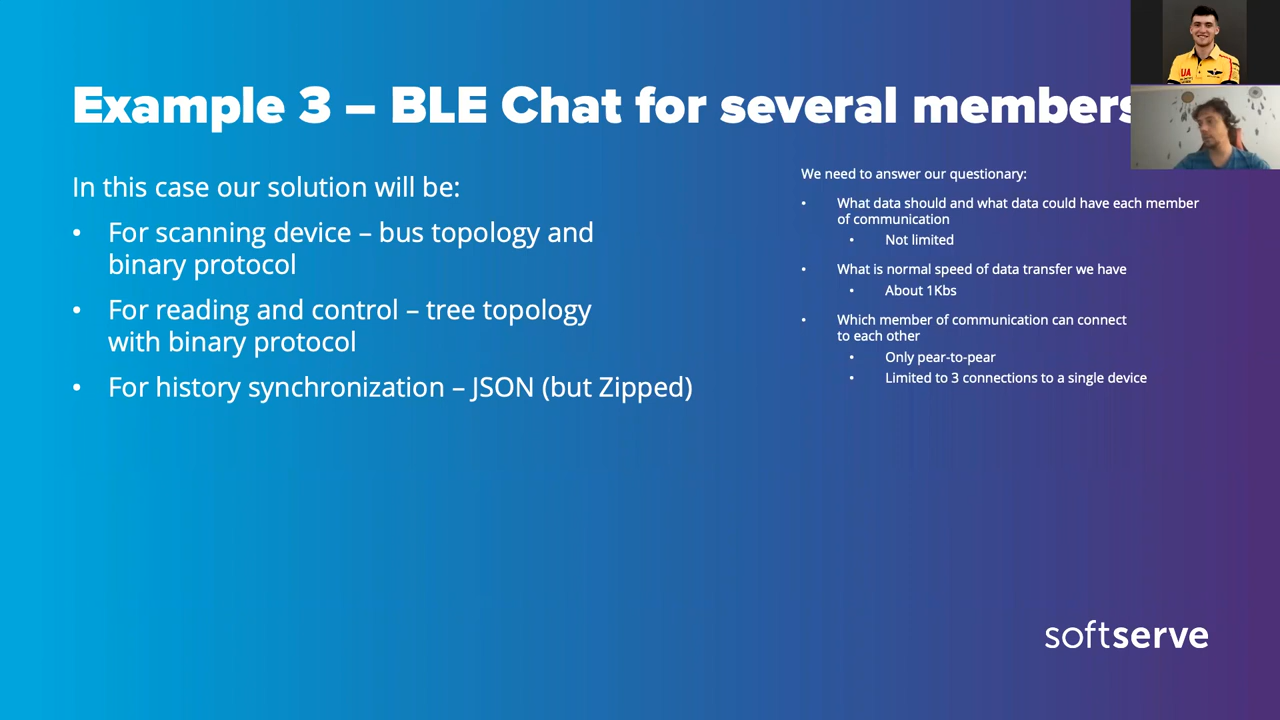 Example 3 – BLE Chat for several members
In this case our solution will be:
• For scanning device – bus topology and
binary protocol
• For reading and control – tree topology
with binary protocol
• For history synchronization – JSON (but Zipped)
We need to answer our questionary:
• What data should and what data could have each member
of communication
• Not limited
• What is normal speed of data transfer we have
• About 1Kbs
• Which member of communication can connect
to each other
• Only pear-to-pear
• Limited to 3 connections to a single device
UA
softserve